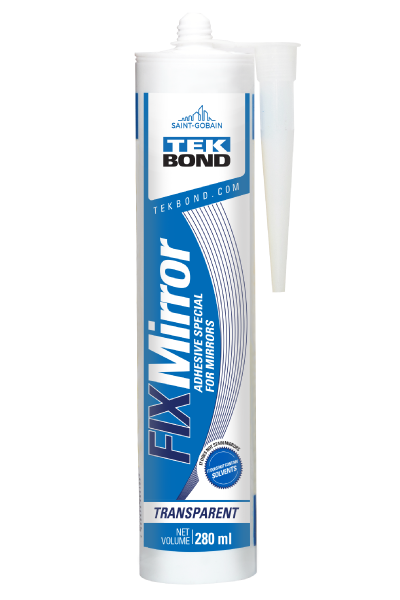 SAINT-GOBAIN
TEK
BOND
TEKBOND.COM
FIX Mirror
ADHESIVE SPECIAL
FOR MIRRORS
SOLVENTS
TRANSPARENT
NET
VOLUME
280 ml